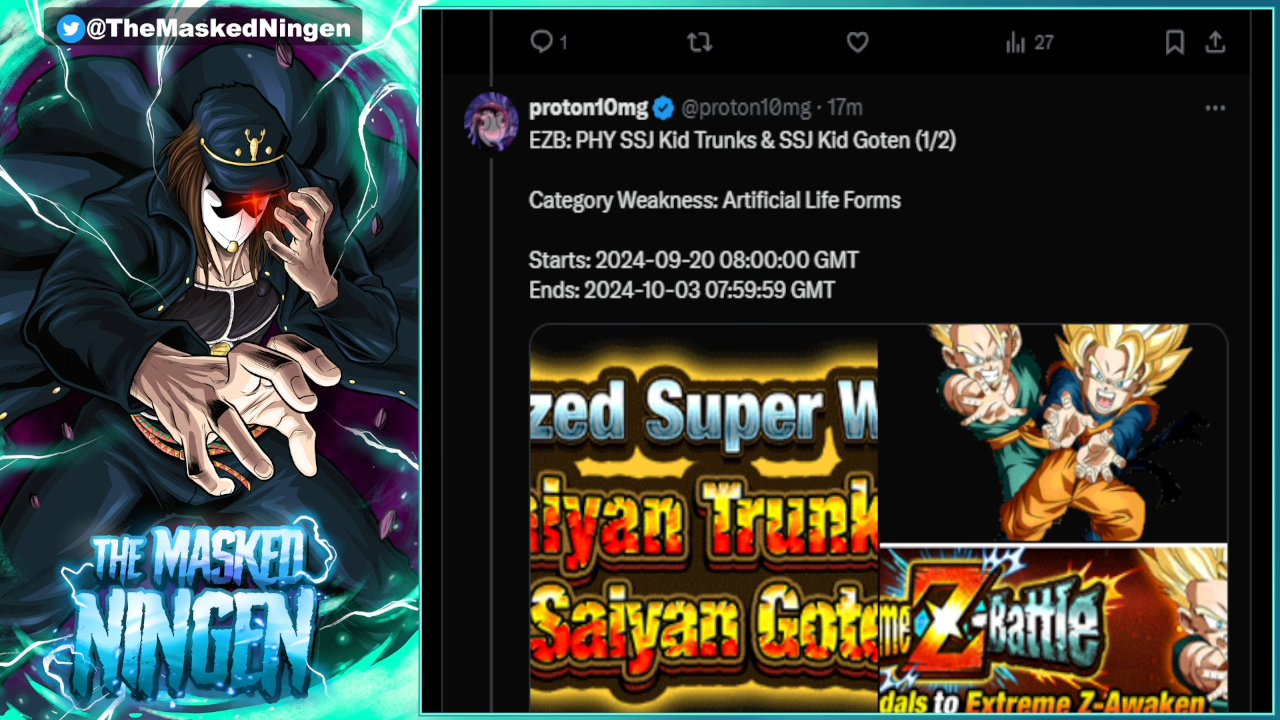 @TheMaskedNingen
1
27
proton10mg @proton10mg · 17m
EZB: PHY SSJ Kid Trunks & SSJ Kid Goten (1/2)
Category Weakness: Artificial Life Forms
Starts: 2024-09-20 08:00:00 GMT
Ends: 2024-10-03 07:59:59 GMT
zed Super W
aiyan Trunk
Saiyan Gote
me Z-Battle
dals to Extreme Z-Awaken
THE MASKED
NINGEN